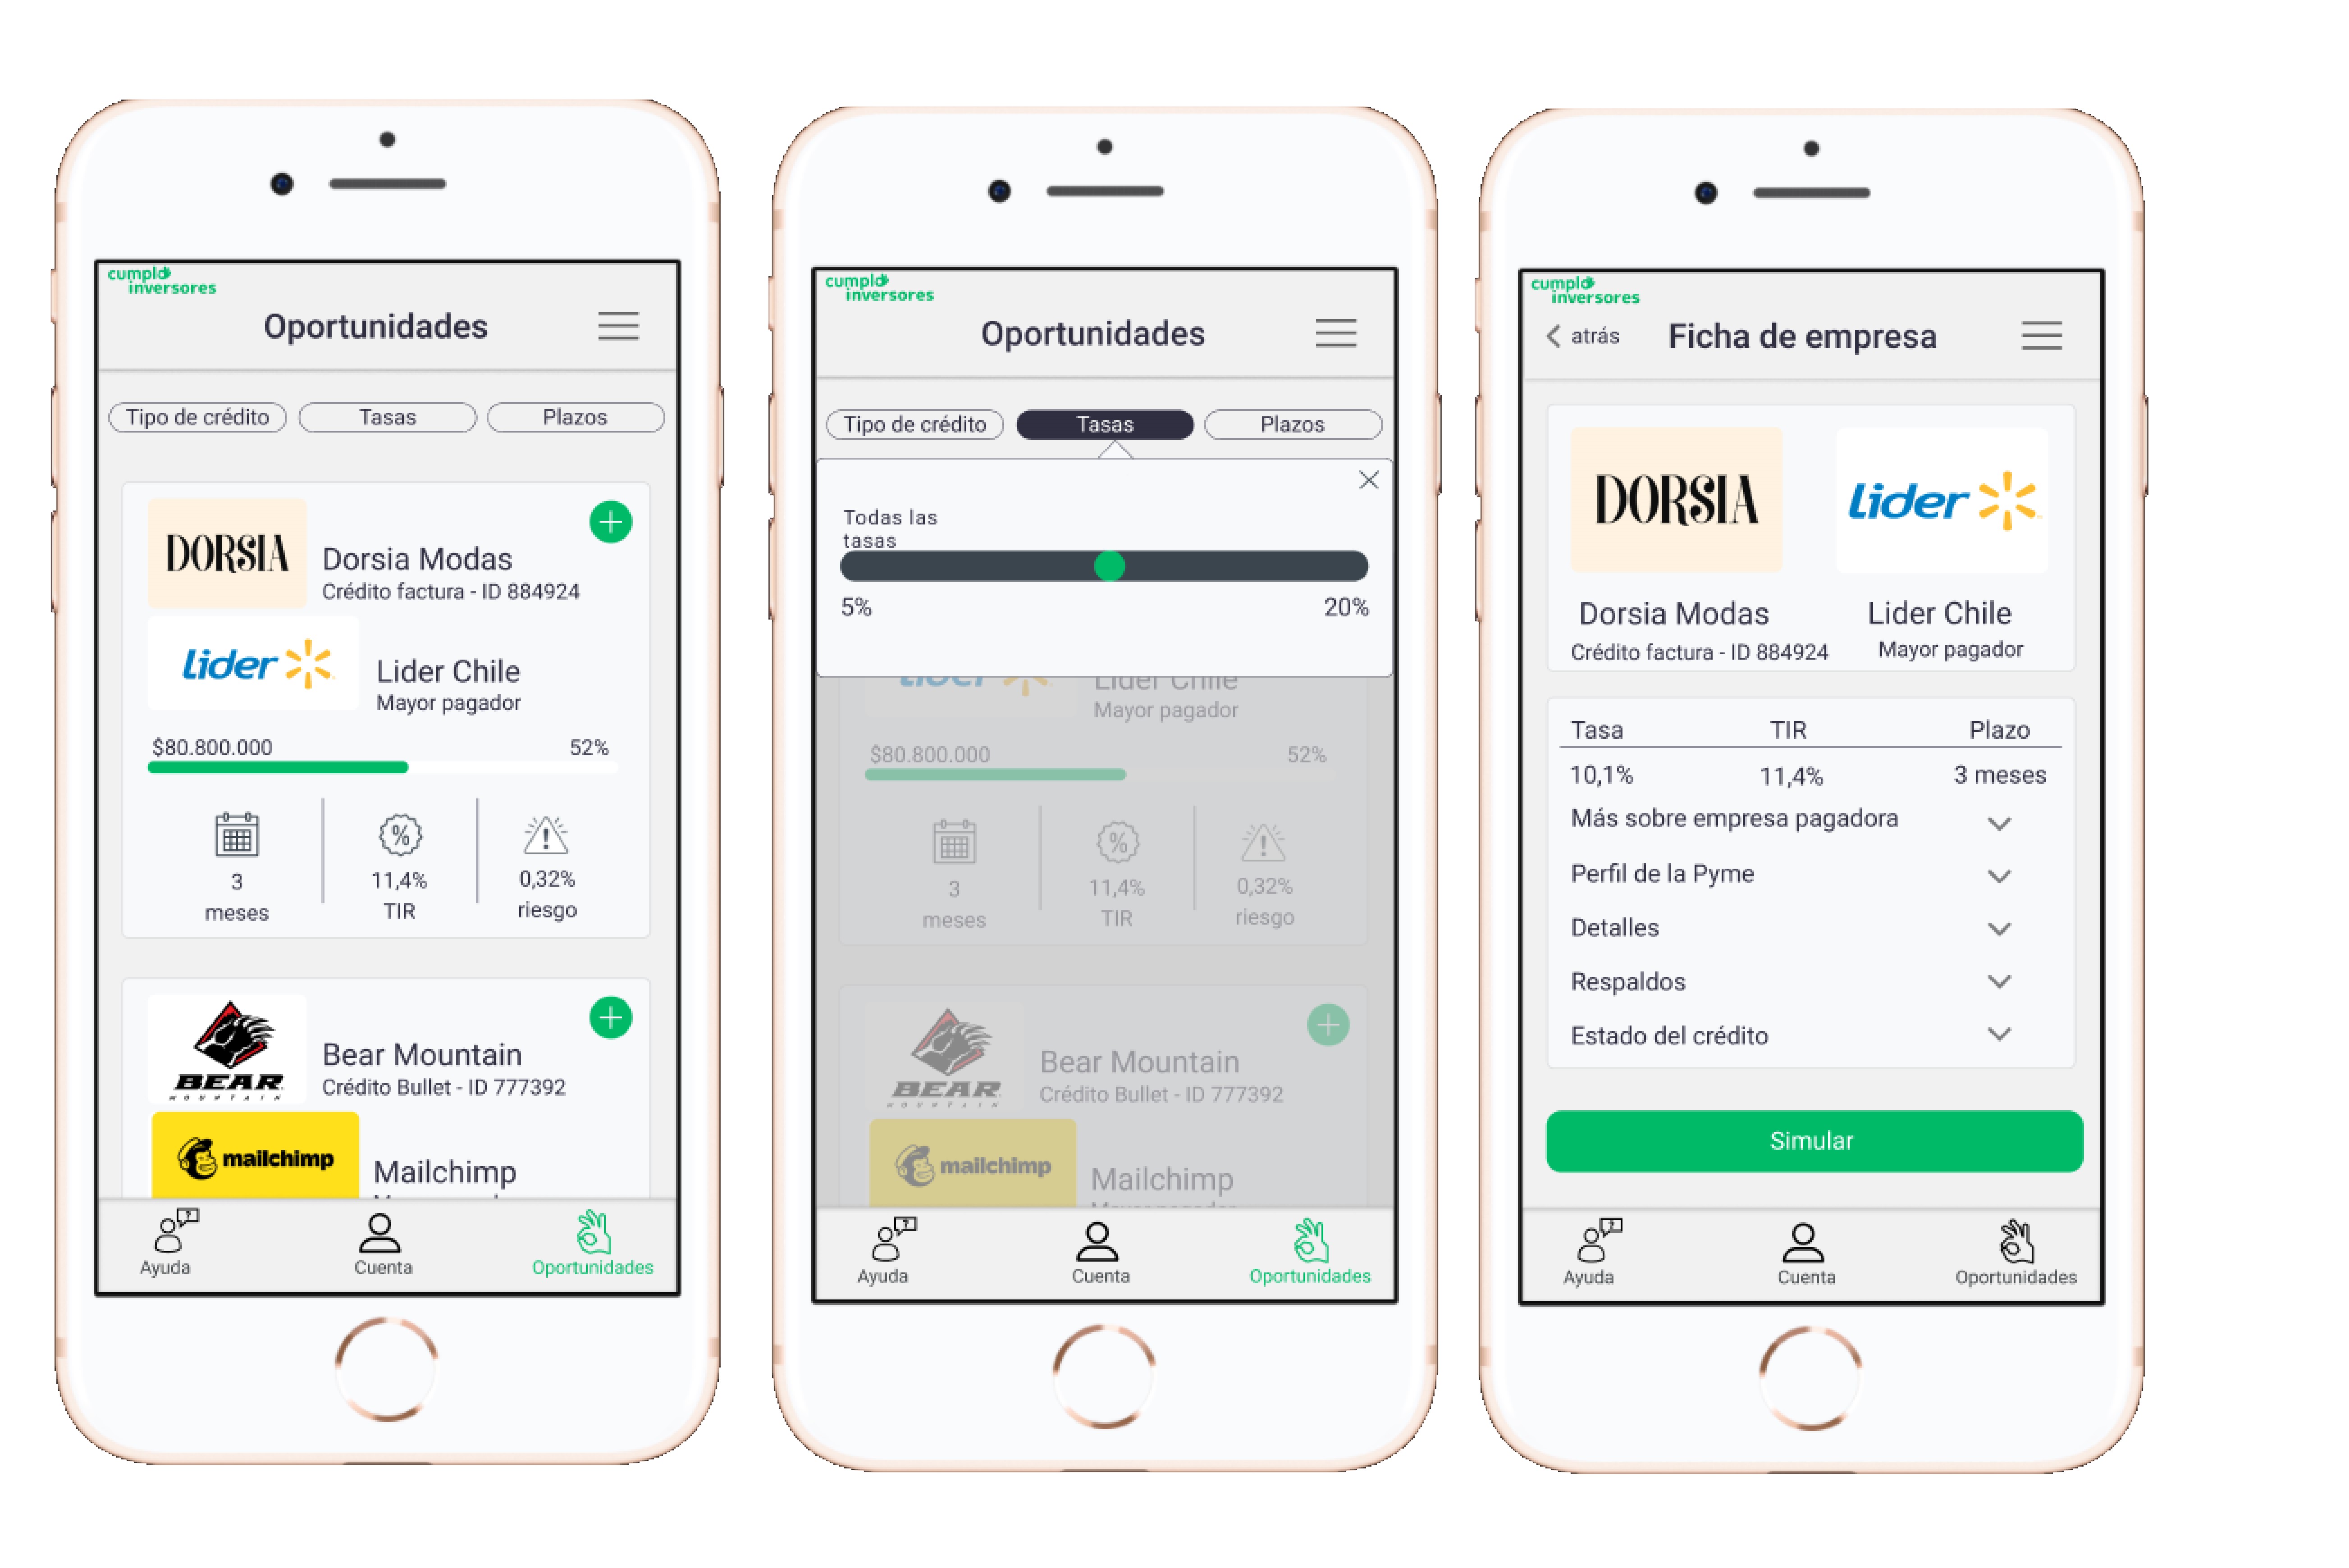 cumplo
inversores
Oportunidades
Tipo de crédito Tasas Plazos
DORSIA
Dorsia Modas
Crédito factura - ID 884924
Lider
Lider Chile
Mayor pagador
$80.800.000 52%
%
3 11,4% 0,32%
meses TIR riesgo
BEAR
MOUNTAIN
Bear Mountain
Crédito Bullet - ID 777392
mailchimp
Mailchimp
Ayuda Cuenta Oportunidades
cumplo
inversores
Oportunidades
Tipo de crédito Tasas Plazos
Todas las
tasas
5% 20%
Lider
Lider Chile
Mayor pagador
$80.800.000 52%
%
3 11,4% 0,32%
meses TIR riesgo
BEAR
MOUNTAIN
Bear Mountain
Crédito Bullet - ID 777392
mailchimp
Mailchimp
Ayuda Cuenta Oportunidades
cumplo
inversores
atrás Ficha de empresa
DORSIA Lider
Dorsia Modas Lider Chile
Crédito factura - ID 884924 Mayor pagador
Tasa TIR Plazo
10,1% 11,4% 3 meses
Más sobre empresa pagadora
Perfil de la Pyme
Detalles
Respaldos
Estado del crédito
Simular
Ayuda Cuenta Oportunidades